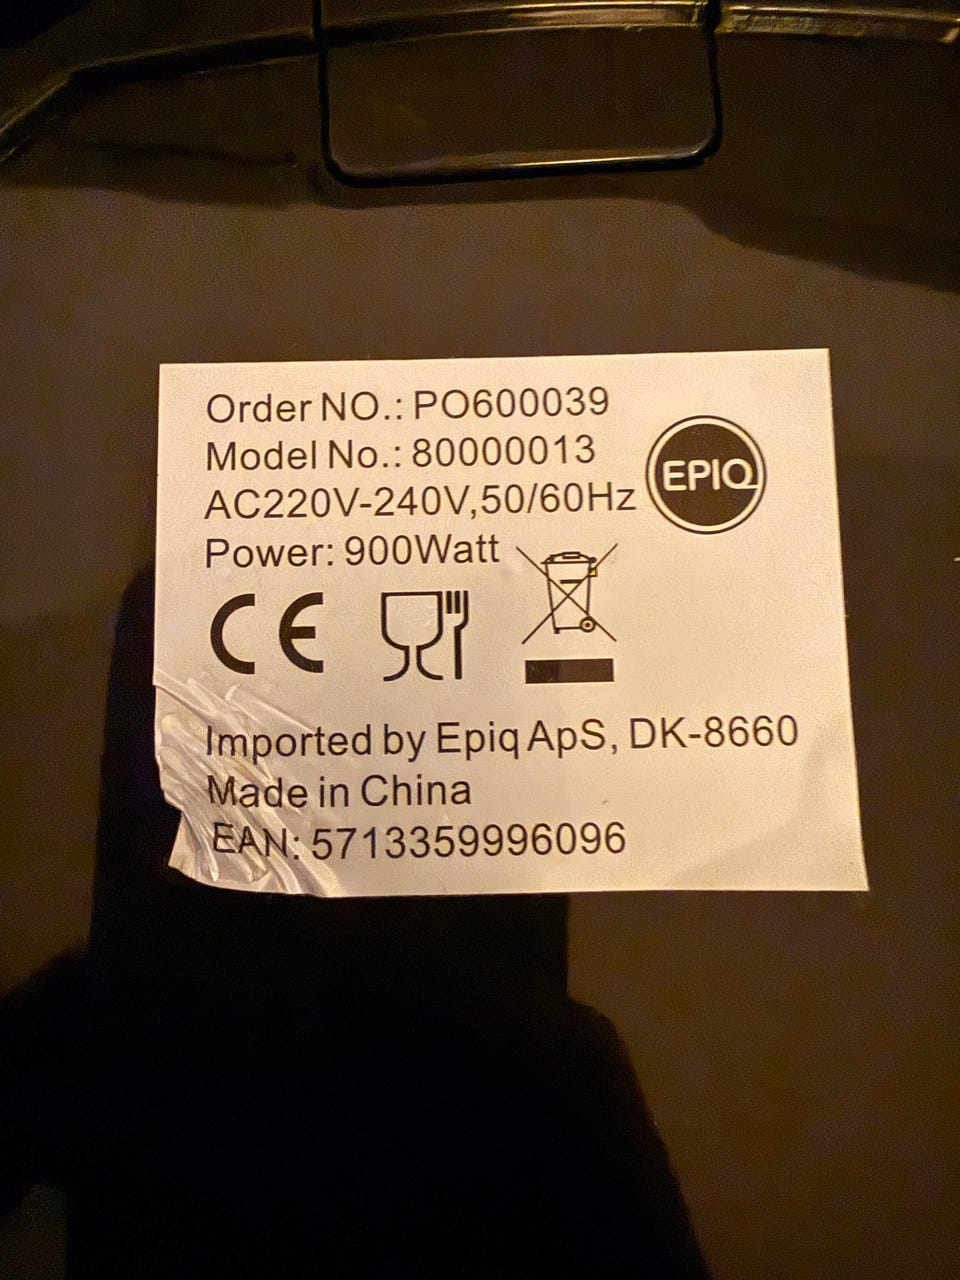 Order NO.: PO600039
Model No.: 80000013
EPIQ
AC220V-240V,50/60Hz
Power: 900Watt
CE
Imported by Epiq ApS, DK-8660
Made in China
EAN: 5713359996096